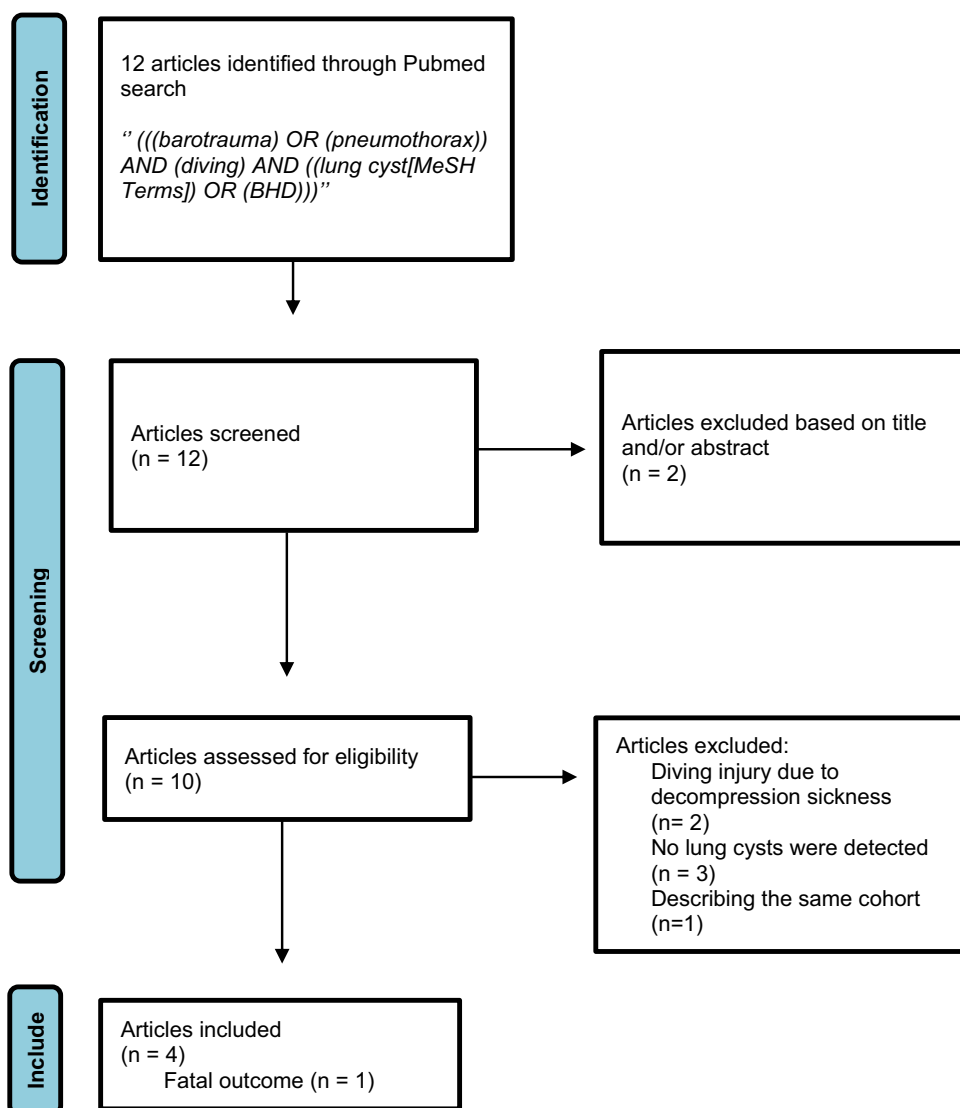 Identification
12 articles identified through Pubmed
search
‘’ (((barotrauma) OR (pneumothorax))
AND (diving) AND ((lung cyst[MeSH
Terms]) OR (BHD)))’’
Screening
Articles screened
(n = 12)
Articles excluded based on title
and/or abstract
(n = 2)
Articles assessed for eligibility
(n = 10)
Articles excluded:
Diving injury due to
decompression sickness
(n= 2)
No lung cysts were detected
(n = 3)
Describing the same cohort
(n=1)
Include
Articles included
(n = 4)
Fatal outcome (n = 1)